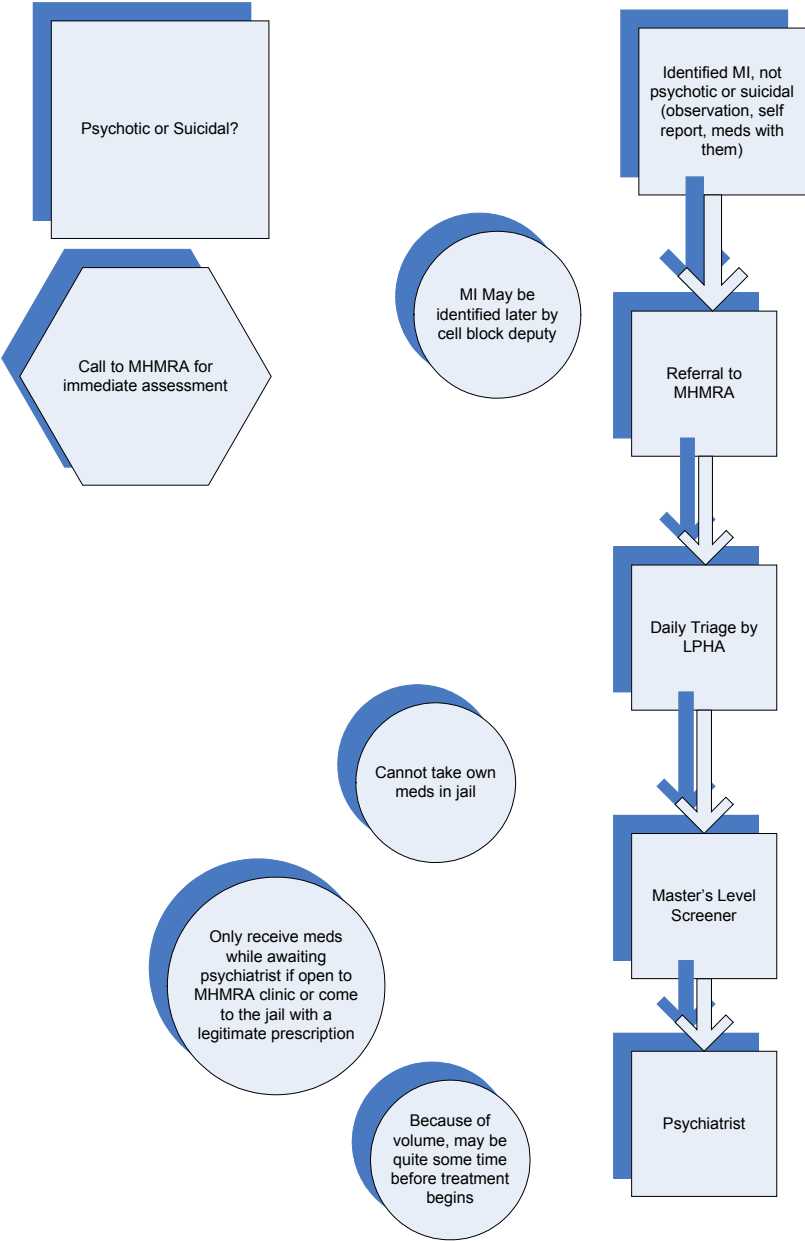 Psychotic or Suicidal?
Identified MI, not
psychotic or suicidal
(observation, self
report, meds with
them)
MI May be
identified later by
cell block deputy
Call to MHMRA for
immediate assessment
Referral to
MHMRA
Daily Triage by
LPHA
Cannot take own
meds in jail
Master's Level
Screener
Only receive meds
while awaiting
psychiatrist if open to
MHMRA clinic or come
to the jail with a
legitimate prescription
Psychiatrist
Because of
volume, may be
quite some time
before treatment
begins